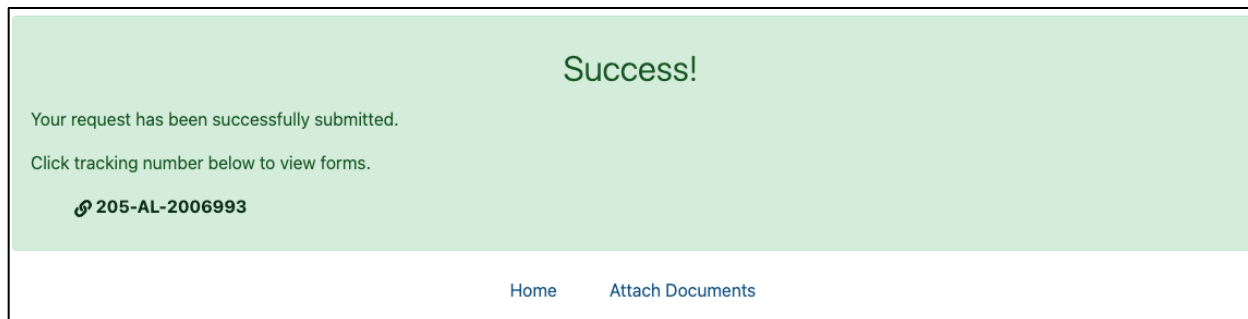 Success!
Your request has been successfully submitted.
Click tracking number below to view forms.
205-AL-2006993
Home Attach Documents